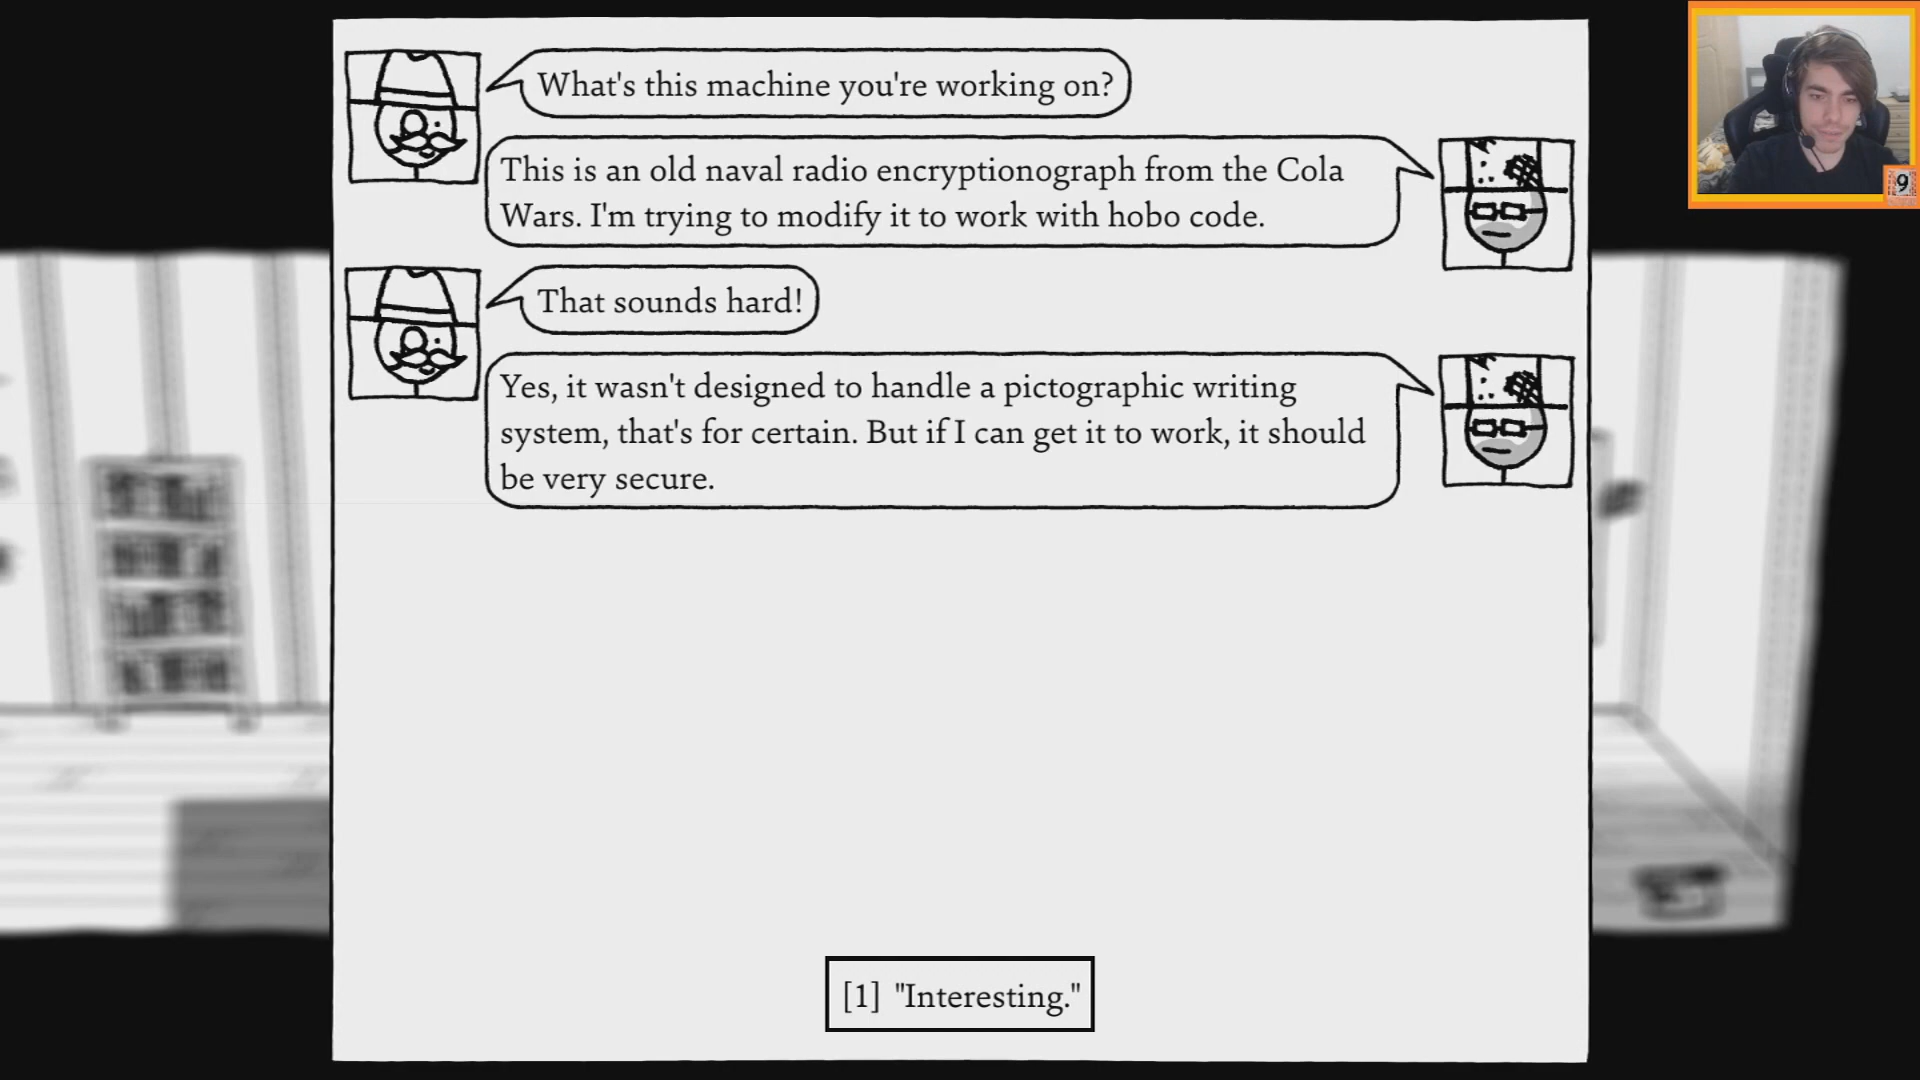 What's this machine you're working on?
This is an old naval radio encryptionograph from the Cola
Wars. I'm trying to modify it to work with hobo code.
That sounds hard!
Yes, it wasn't designed to handle a pictographic writing
system, that's for certain. But if I can get it to work, it should
be very secure.
[1] "Interesting."
9